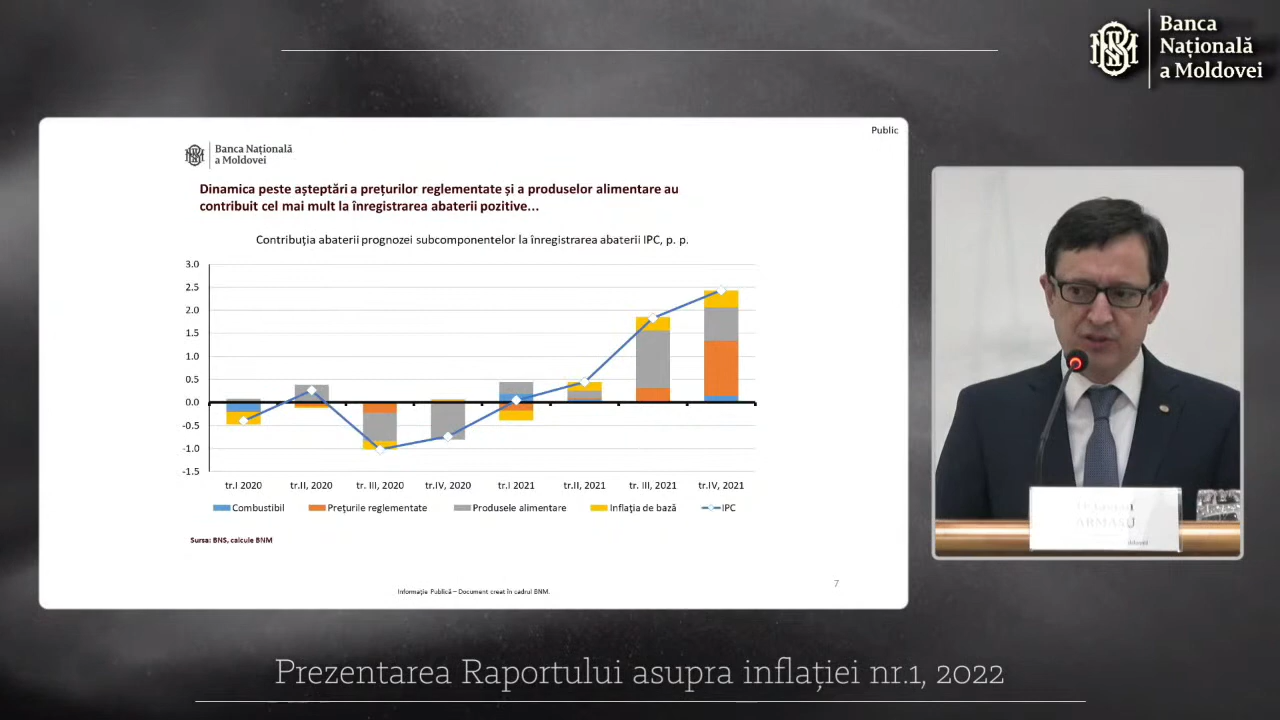 Banca
Națională
a Moldovei
Public
Banca Națională
a Moldovei
Dinamica peste așteptări a prețurilor reglementate și a produselor alimentare au
contribuit cel mai mult la înregistrarea abaterii pozitive...
Contribuția abaterii prognozei subcomponentelor la înregistrarea abaterii IPC, p. p.
3.0
2.5
2.0
1.5
1.0
0.5
0.0
-0.5
-1.0
-1.5
tr.I 2020 tr.II, 2020 tr. III, 2020 tr.IV, 2020 tr.I 2021 tr.II, 2021 tr. III, 2021 tr.IV, 2021
Combustibil Prețurile reglementate Produsele alimentare Inflația de bază IPC
Sursa: BNS, calcule BNM
Informație Publică – Document creat în cadrul BNM.
7
ARMAȘU
Prezentarea Raportului asupra inflației nr.1, 2022